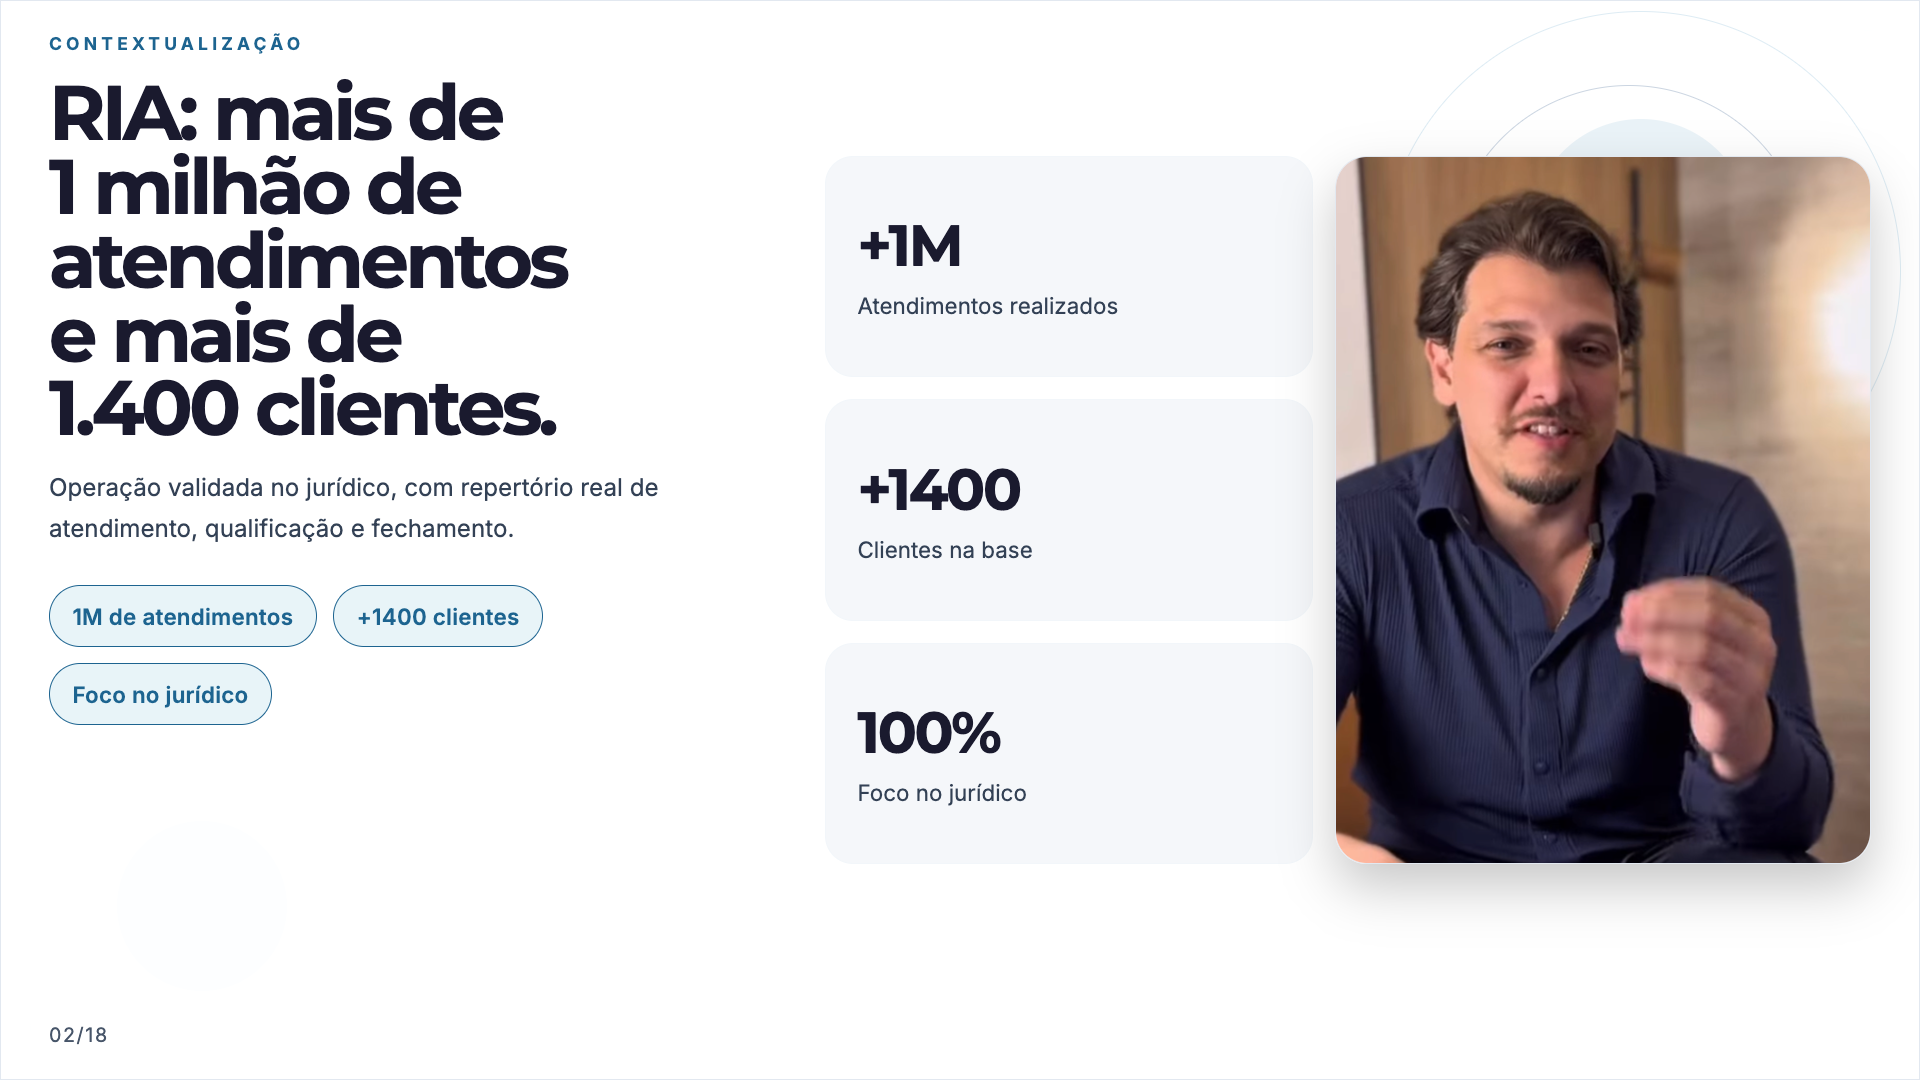 CONTEXTUALIZAÇÃO
RIA: mais de
1 milhão de
atendimentos
e mais de
1.400 clientes.
Operação validada no jurídico, com repertório real de
atendimento, qualificação e fechamento.
1M de atendimentos
+1400 clientes
Foco no jurídico
+1M
Atendimentos realizados
+1400
Clientes na base
100%
Foco no jurídico
02/18